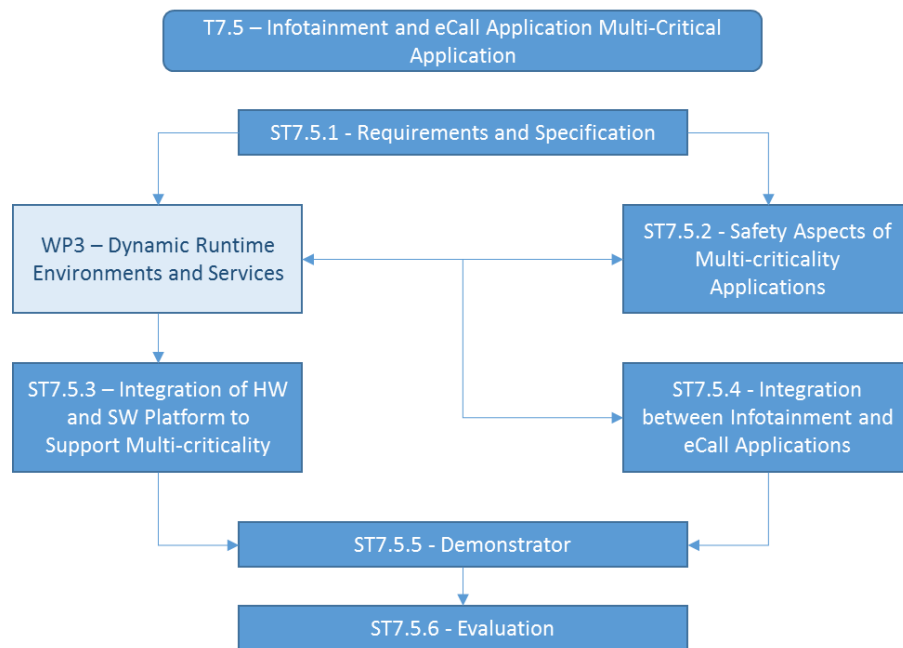 T7.5 – Infotainment and eCall Application Multi-Critical
Application
ST7.5.1 - Requirements and Specification
WP3 – Dynamic Runtime
Environments and Services
ST7.5.2 - Safety Aspects of
Multi-criticality
Applications
ST7.5.3 – Integration of HW
and SW Platform to
Support Multi-criticality
ST7.5.4 - Integration
between Infotainment and
eCall Applications
ST7.5.5 - Demonstrator
ST7.5.6 - Evaluation